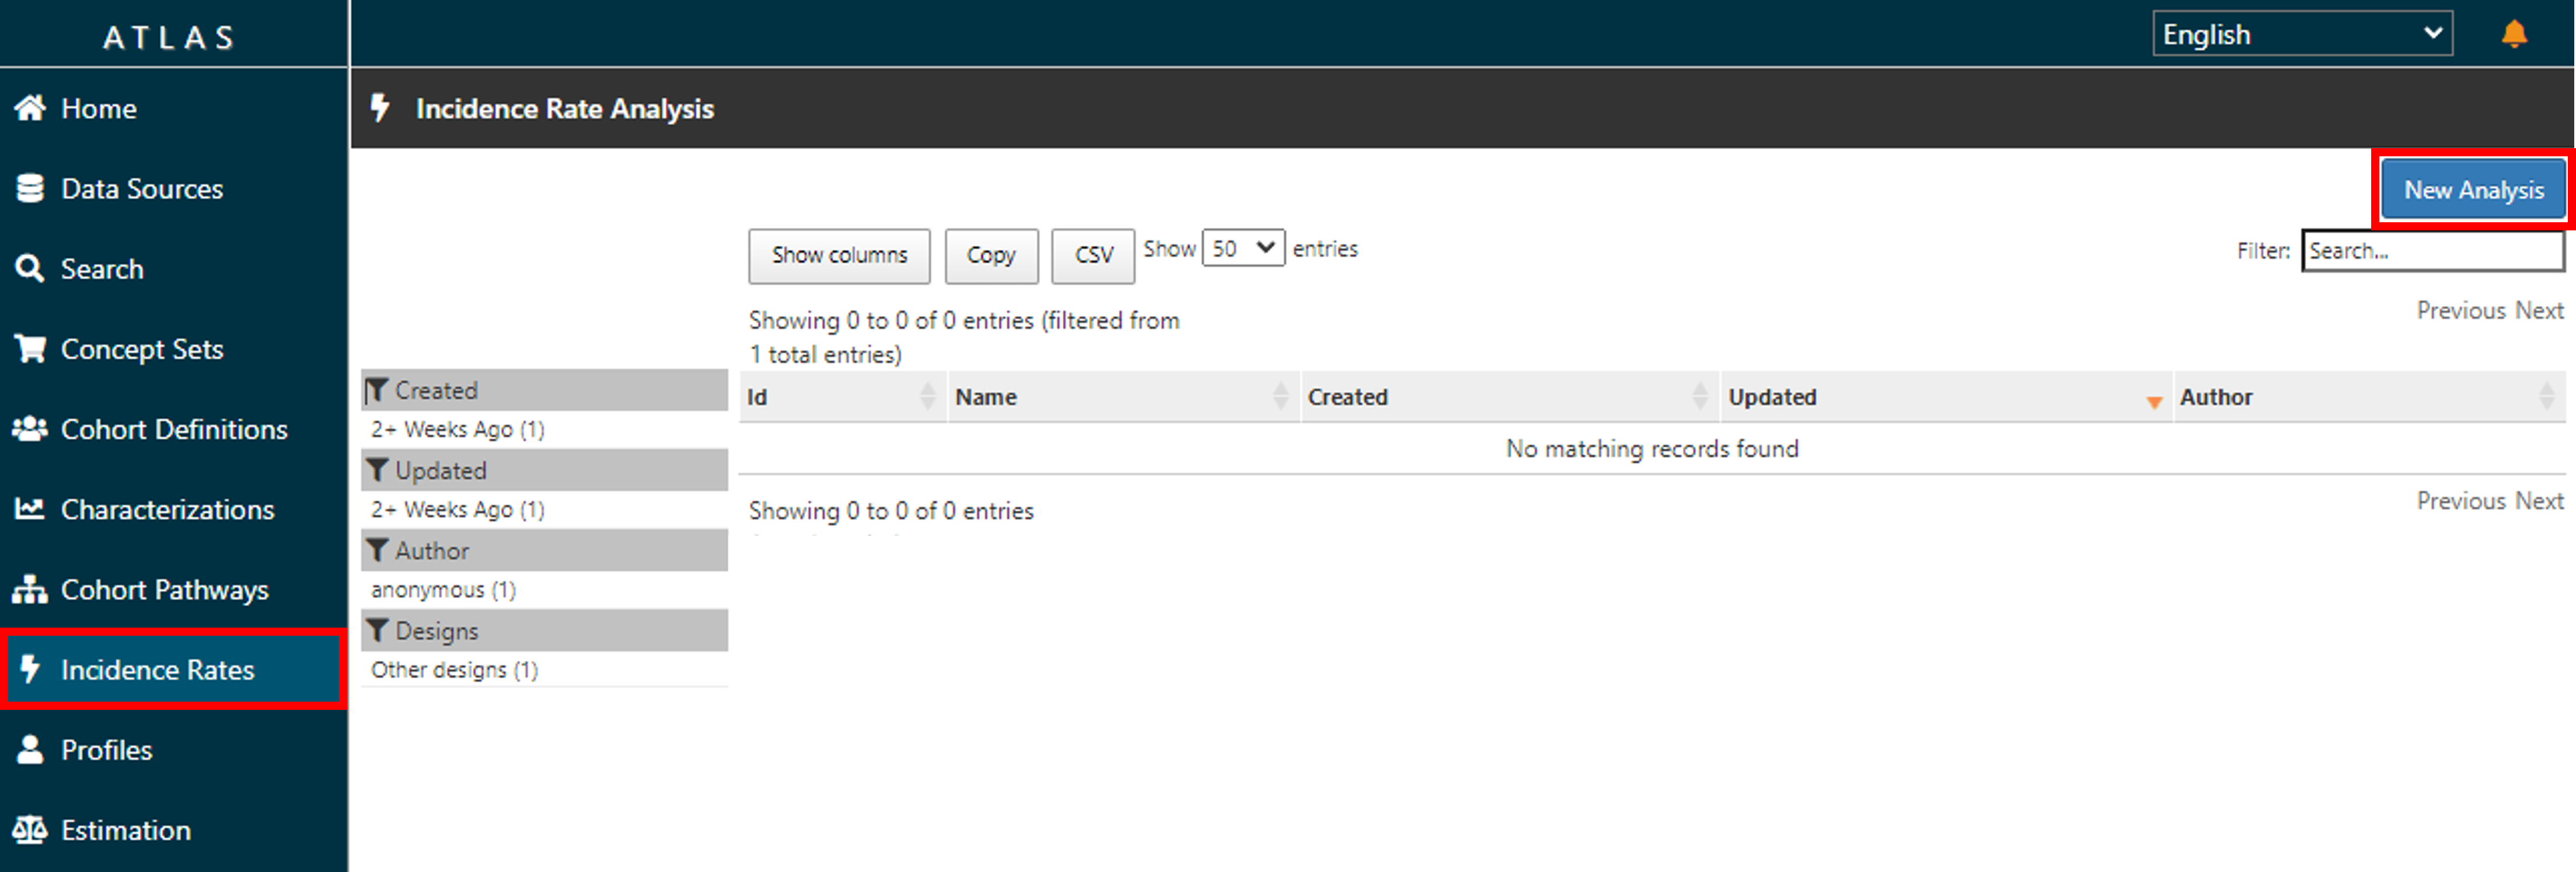 ATLAS
English
Home
Data Sources
Search
Concept Sets
Cohort Definitions
Characterizations
Cohort Pathways
Incidence Rates
Profiles
Estimation
Incidence Rate Analysis
New Analysis
Show columns Copy CSV Show 50 entries
Filter: Search...
Showing 0 to 0 of 0 entries (filtered from
1 total entries)
Previous Next
Created
2+ Weeks Ago (1)
Updated
2+ Weeks Ago (1)
Author
anonymous (1)
Designs
Other designs (1)
Id Name Created Updated Author
No matching records found
Showing 0 to 0 of 0 entries
Previous Next